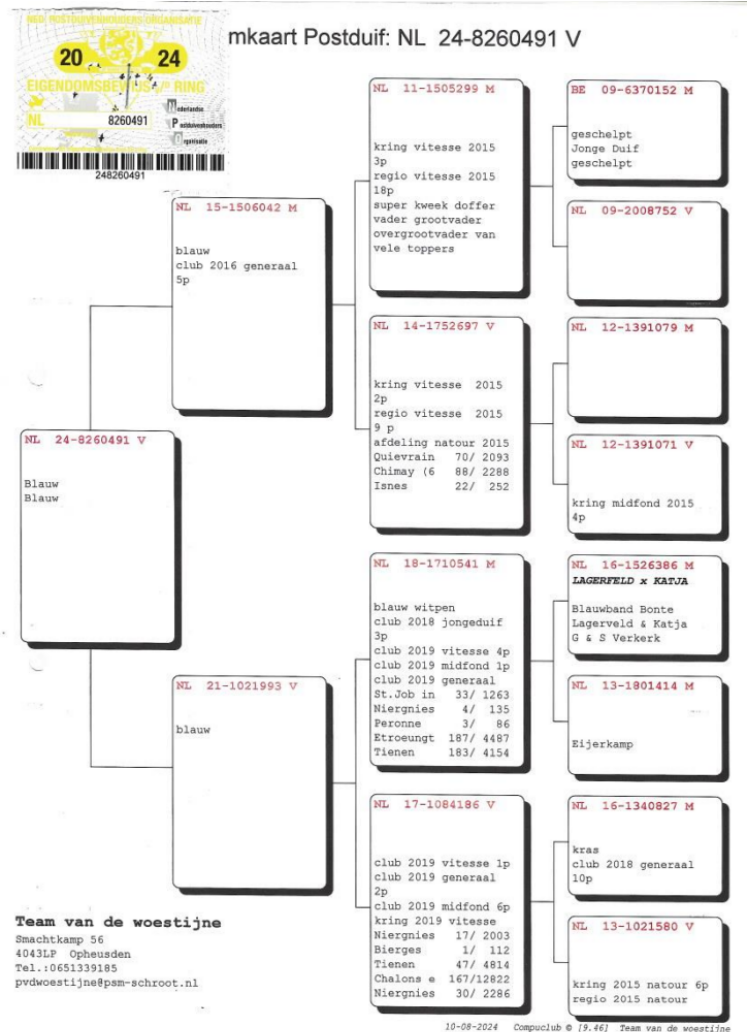 NED. POSTDUIVENHOUDERS ORGANISATIE
20 24
EIGENDOMSBEWIJS V/D RING
NL 8260491
Nederlandse
Postduivenhouders
Organisatie
248260491
mkaart Postduif: NL 24-8260491 V
NL 24-8260491 V
Blauw
Blauw
NL 15-1506042 M
blauw
club 2016 generaal
5p
NL 21-1021993 V
blauw
NL 11-1505299 M
kring vitesse 2015
3p
regio vitesse 2015
18p
super kweek doffer
vader grootvader
overgrootvader van
vele toppers
NL 14-1752697 V
kring vitesse 2015
2p
regio vitesse 2015
9 p
afdeling natour 2015
Quievrain 70/ 2093
Chimay (6 88/ 2288
Isnes 22/ 252
NL 18-1710541 M
blauw witpen
club 2018 jongeduif
3p
club 2019 vitesse 4p
club 2019 midfond 1p
club 2019 generaal
St.Job in 33/ 1263
Niergnies 4/ 135
Peronne 3/ 86
Etroeungt 187/ 4487
Tienen 183/ 4154
NL 17-1084186 V
club 2019 vitesse 1p
club 2019 generaal
2p
club 2019 midfond 6p
kring 2019 vitesse
Niergnies 17/ 2003
Bierges 1/ 112
Tienen 47/ 4814
Chalons e 167/12822
Niergnies 30/ 2286
BE 09-6370152 M
geschelpt
Jonge Duif
geschelpt
NL 09-2008752 V
NL 12-1391079 M
NL 12-1391071 V
kring midfond 2015
4p
NL 16-1526386 M
LAGERFELD x KATJA
Blauwband Bonte
Lagerveld & Katja
G & S Verkerk
NL 13-1801414 M
Eijerkamp
NL 16-1340827 M
kras
club 2018 generaal
10p
NL 13-1021580 V
kring 2015 natour 6p
regio 2015 natour
Team van de woestijne
Smachtkamp 56
4043LP Opheusden
Tel.:0651339185
pvdwoestijne@psm-schroot.nl
10-08-2024 Compuclub © [9.46] Team van de woestijne